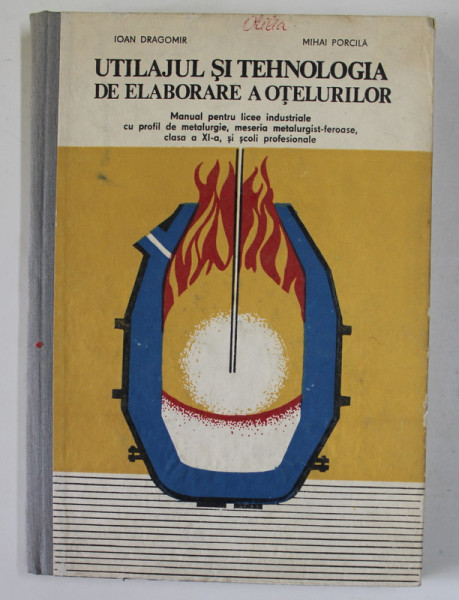 Olivia
IOAN DRAGOMIR MIHAI PORCILĂ
UTILAJUL ȘI TEHNOLOGIA
DE ELABORARE A OȚELURILOR
Manual pentru licee industriale
cu profil de metalurgie, meseria metalurgist-feroase,
clasa a XI-a, și școli profesionale